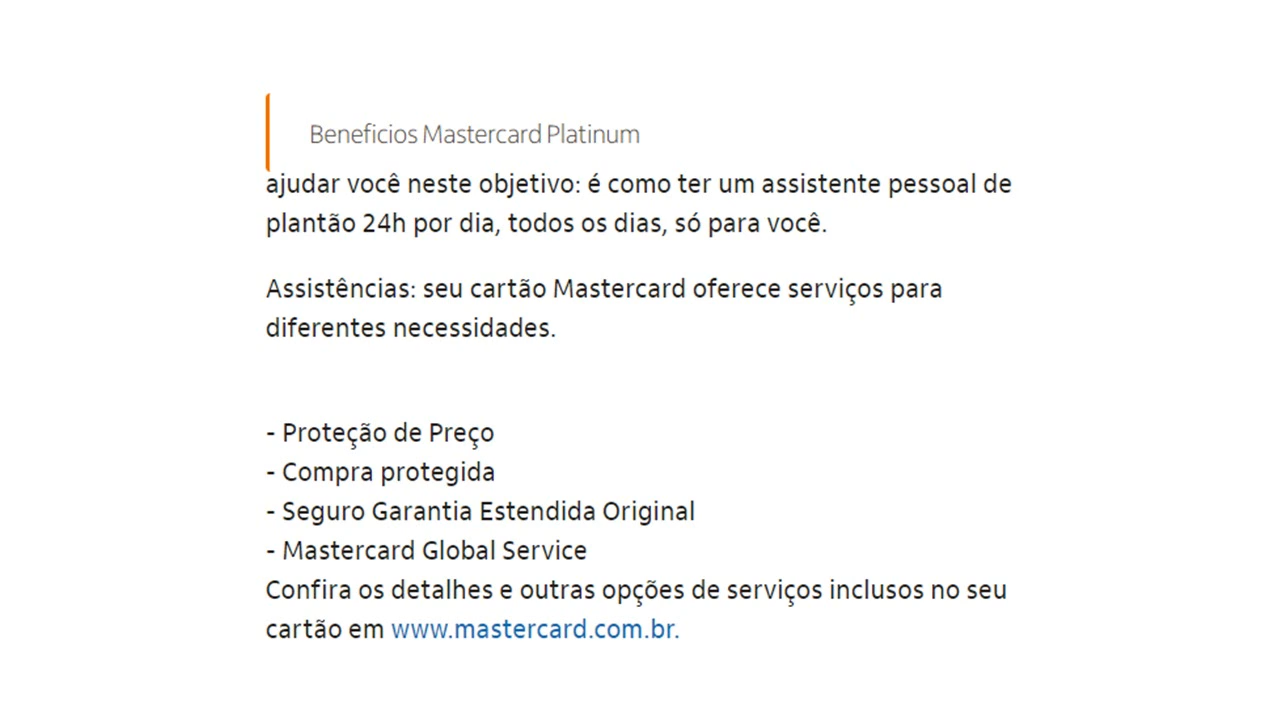 Beneficios Mastercard Platinum
ajudar você neste objetivo: é como ter um assistente pessoal de
plantão 24h por dia, todos os dias, só para você.
Assistências: seu cartão Mastercard oferece serviços para
diferentes necessidades.
- Proteção de Preço
- Compra protegida
- Seguro Garantia Estendida Original
- Mastercard Global Service
Confira os detalhes e outras opções de serviços inclusos no seu
cartão em www.mastercard.com.br.